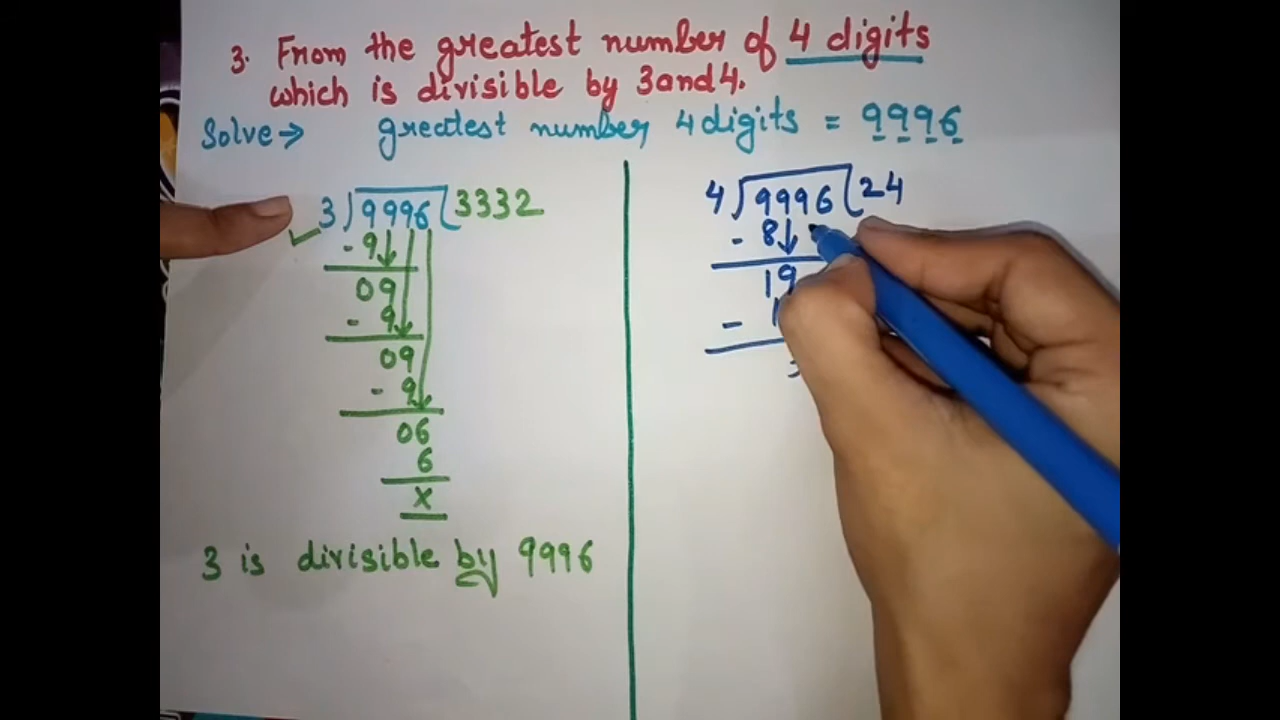 3. From the greatest number of 4 digits
which is divisible by 3 and 4.
Solve → greatest number 4 digits = 9996
3 ) 9996 ( 3332
- 9
09
- 9
09
- 9
06
6
x
3 is divisible by 9996
4 ) 9996 ( 24
- 8
19
- 1